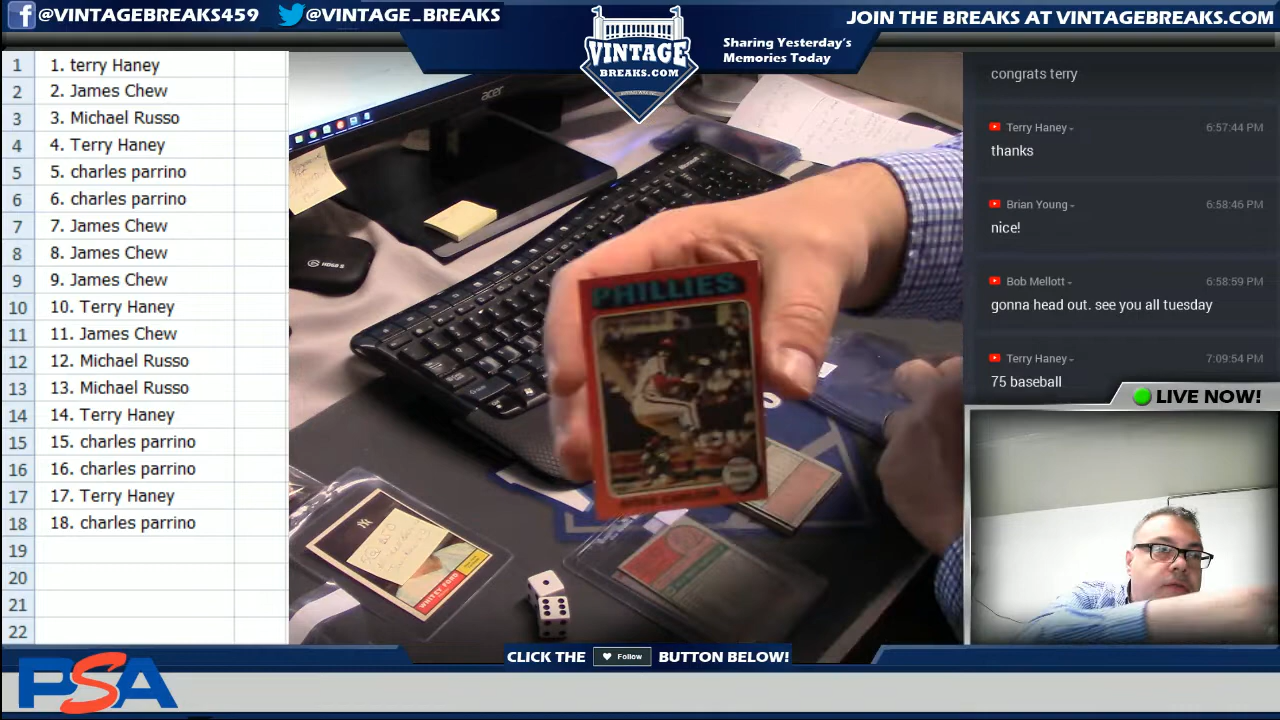 @VINTAGEBREAKS459 @VINTAGE_BREAKS
VINTAGE
BREAKS.COM
Sharing Yesterday's
Memories Today
JOIN THE BREAKS AT VINTAGEBREAKS.COM
1 1. terry Haney
2 2. James Chew
3 3. Michael Russo
4 4. Terry Haney
5 5. charles parrino
6 6. charles parrino
7 7. James Chew
8 8. James Chew
9 9. James Chew
10 10. Terry Haney
11 11. James Chew
12 12. Michael Russo
13 13. Michael Russo
14 14. Terry Haney
15 15. charles parrino
16 16. charles parrino
17 17. Terry Haney
18 18. charles parrino
19
20
21
22
acer
PHILLIES
WHITEY FORD
congrats terry
Terry Haney 6:57:44 PM
thanks
Brian Young 6:58:46 PM
nice!
Bob Mellott 6:58:59 PM
gonna head out. see you all tuesday
Terry Haney 7:09:54 PM
75 baseball
LIVE NOW!
CLICK THE Follow BUTTON BELOW!
PSA